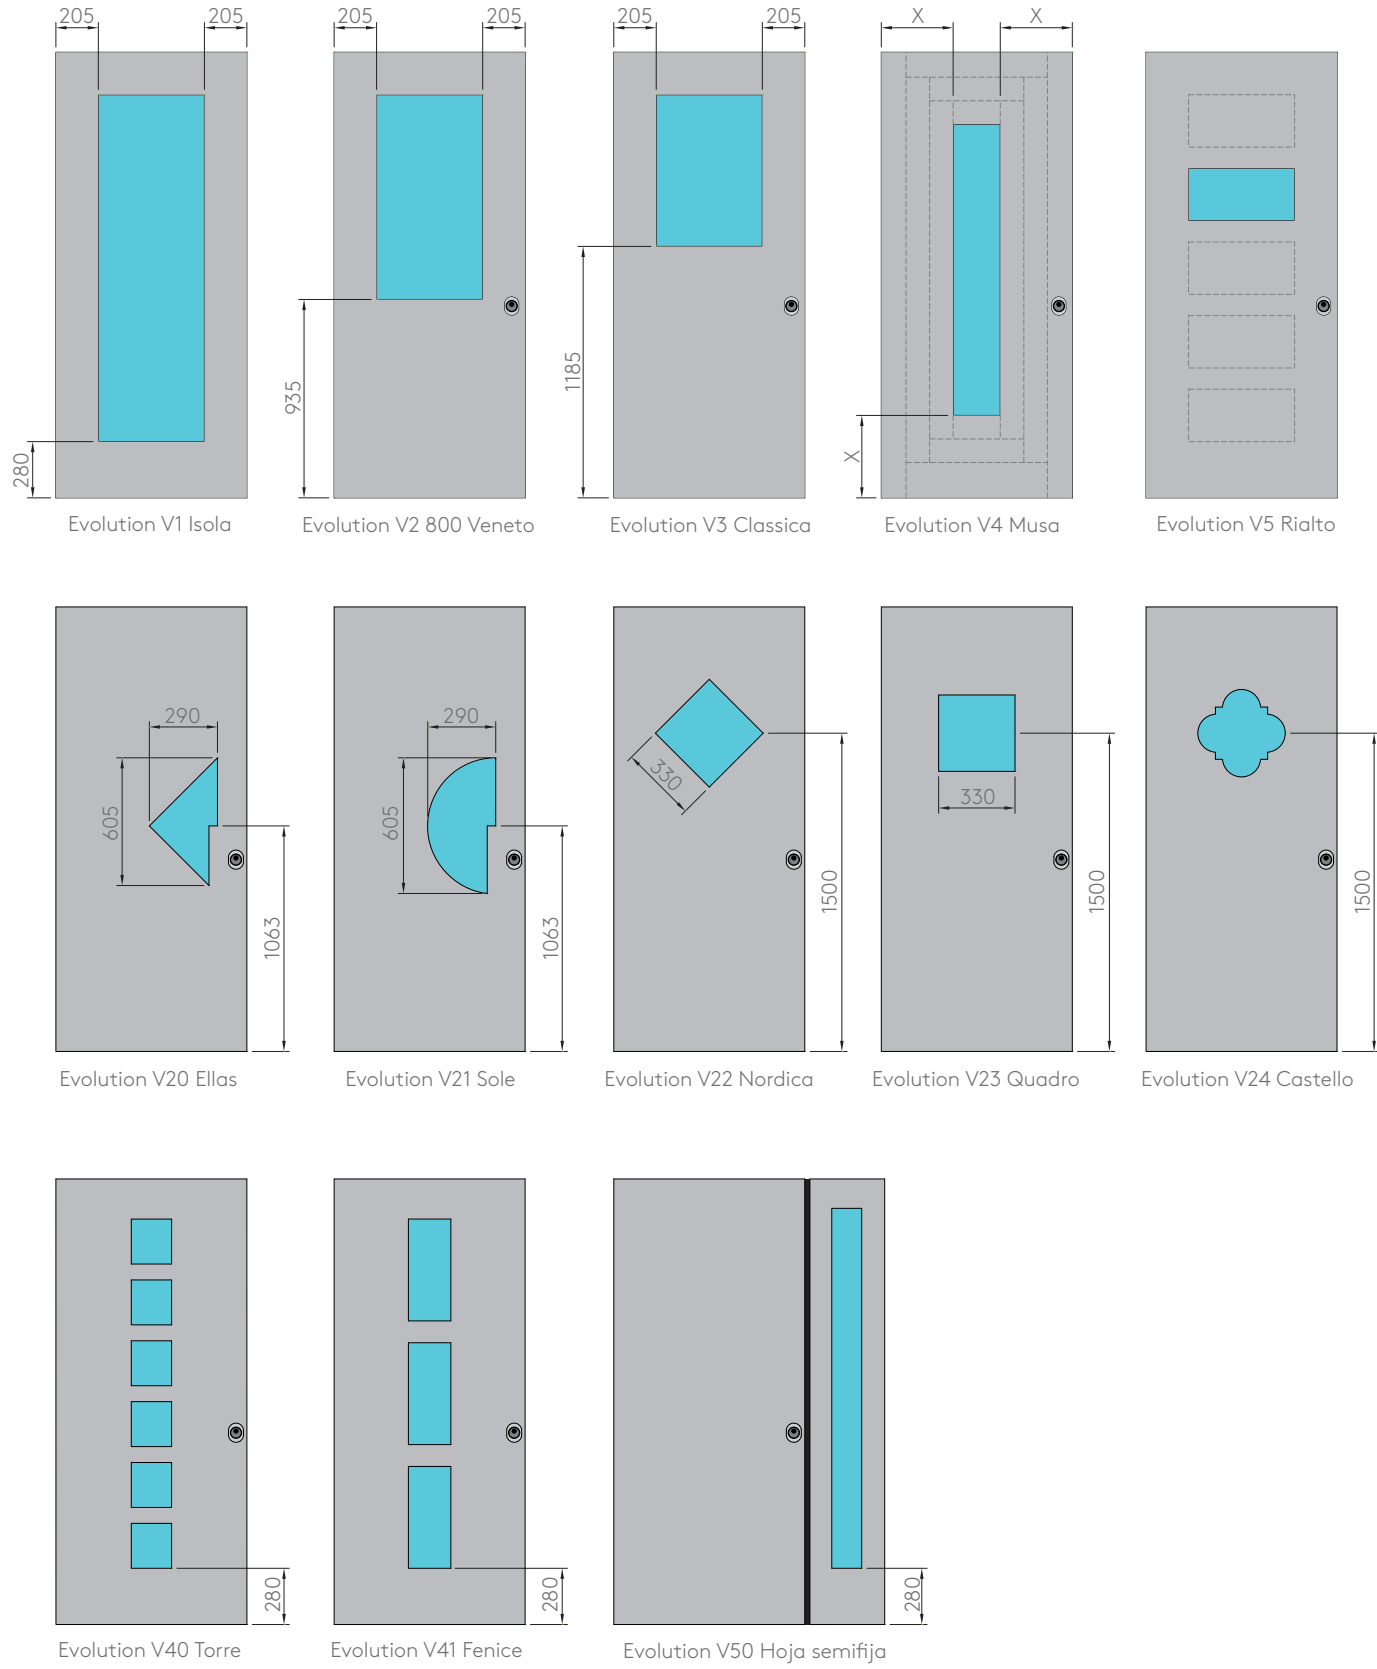 205 205 205 205 205 205 X X
280
935
1185
X
Evolution V1 Isola
Evolution V2 800 Veneto
Evolution V3 Classica
Evolution V4 Musa
Evolution V5 Rialto
290
605
1063
290
605
1063
330
1500
330
1500
1500
Evolution V20 Ellas
Evolution V21 Sole
Evolution V22 Nordica
Evolution V23 Quadro
Evolution V24 Castello
280
280
280
Evolution V40 Torre
Evolution V41 Fenice
Evolution V50 Hoja semifija